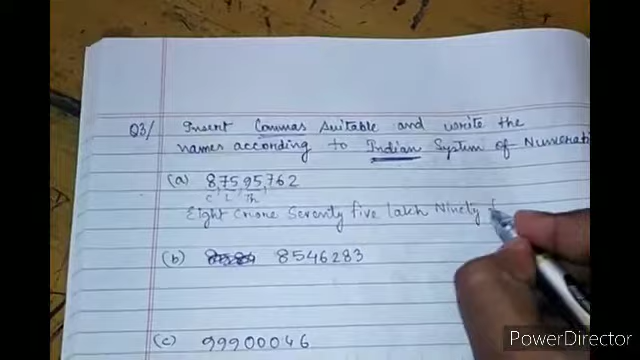 Q3/ Insert Commas suitable and write the
names according to Indian System of Numerati
(a) 8,75,95,762
C L Th
Eight crore Seventy five lakh Ninety f
(b) 8546283
(c) 99900046
PowerDirector